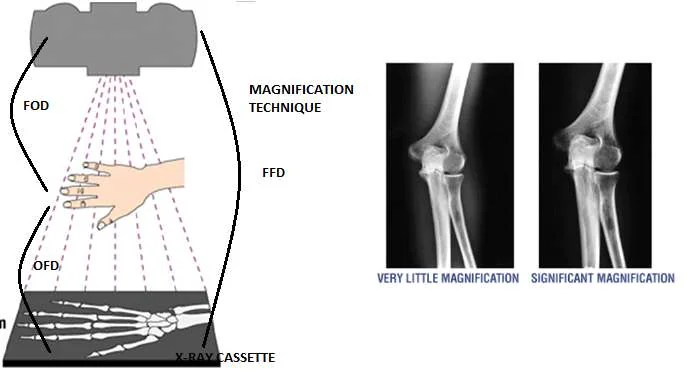 FOD
MAGNIFICATION
TECHNIQUE
FFD
OFD
X-RAY CASSETTE
VERY LITTLE MAGNIFICATION
SIGNIFICANT MAGNIFICATION